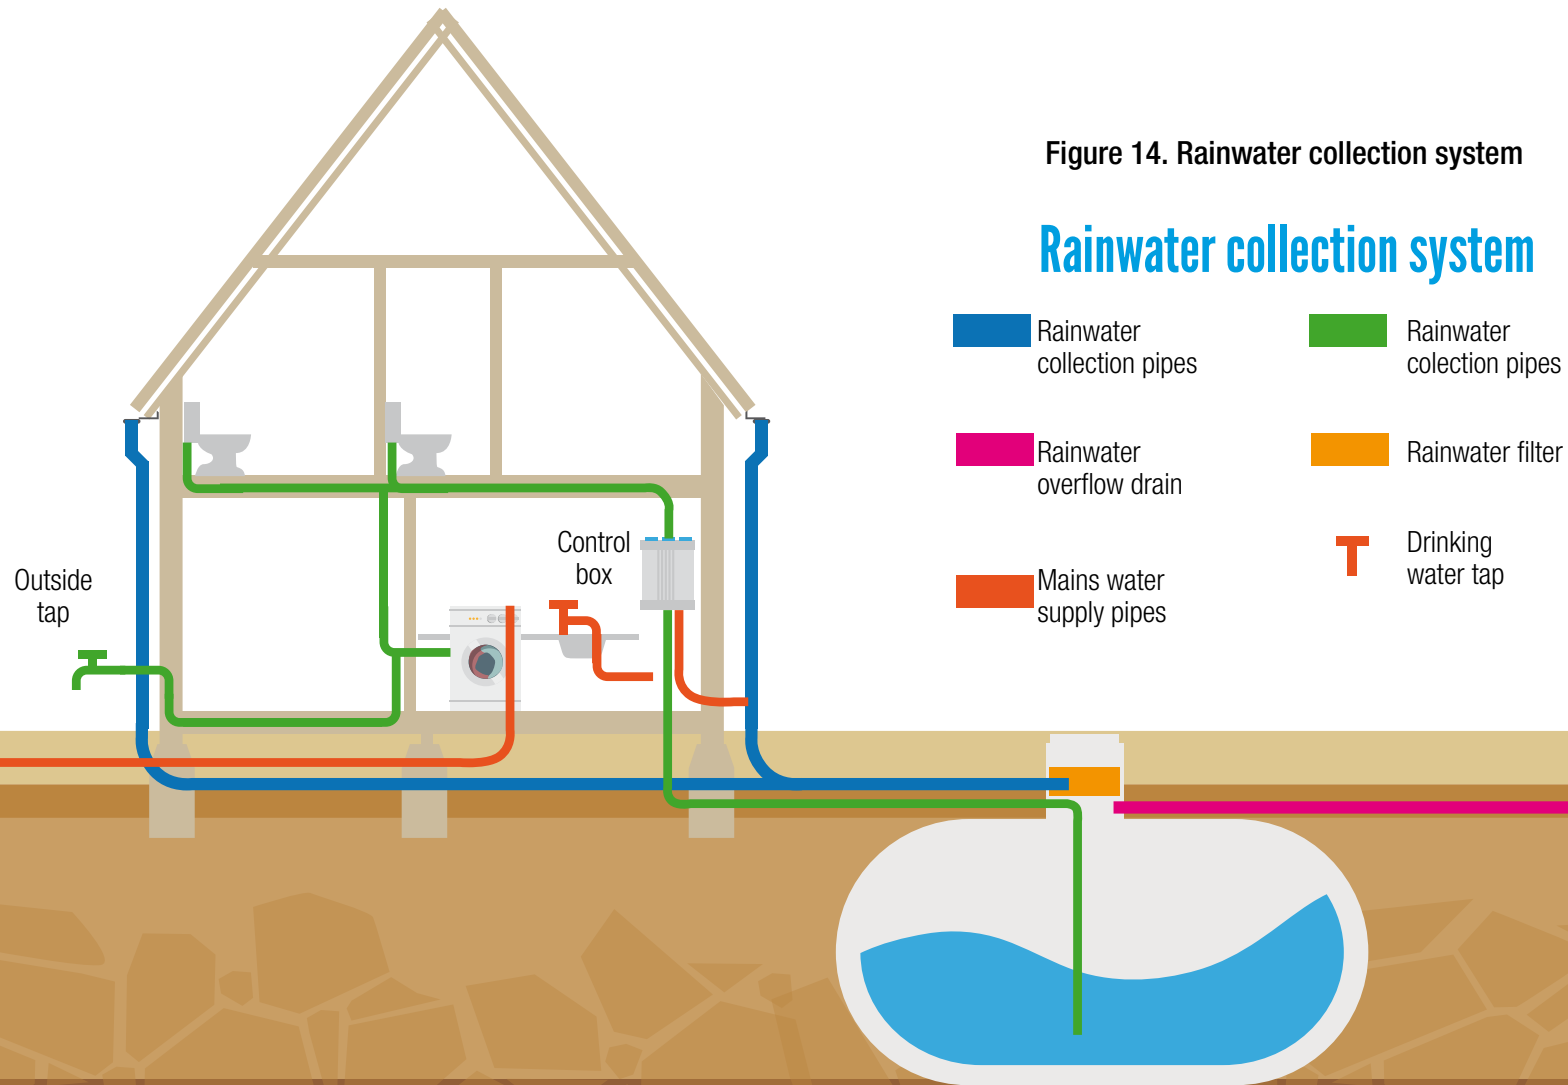 Figure 14. Rainwater collection system
Rainwater collection system
Rainwater
collection pipes
Rainwater
colection pipes
Rainwater
overflow drain
Rainwater filter
Mains water
supply pipes
Drinking
water tap
Control
box
Outside
tap